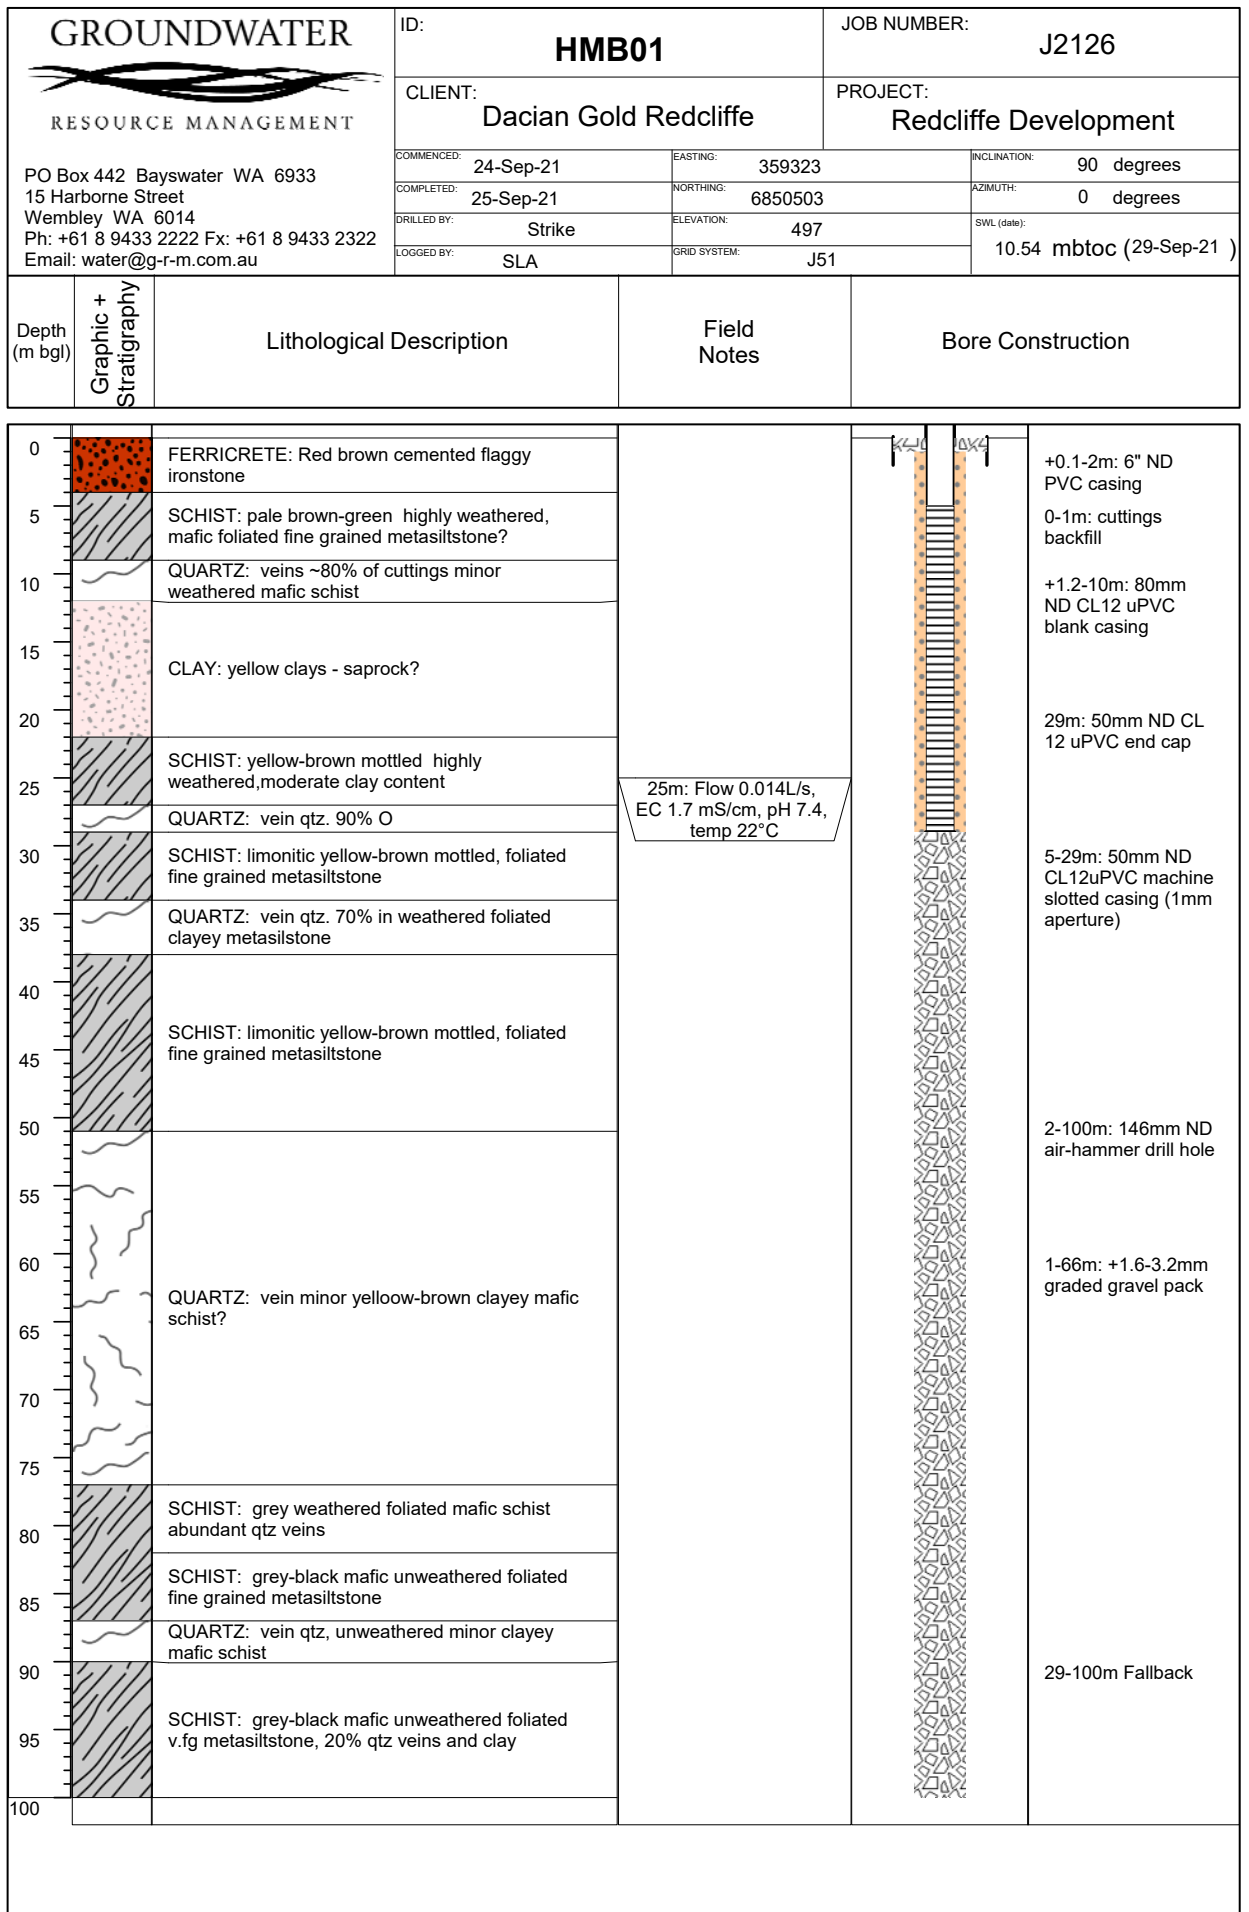 GROUNDWATER
RESOURCE MANAGEMENT
PO Box 442 Bayswater WA 6933
15 Harborne Street
Wembley WA 6014
Ph: +61 8 9433 2222 Fx: +61 8 9433 2322
Email: water@g-r-m.com.au
ID:
HMB01
JOB NUMBER:
J2126
CLIENT:
Dacian Gold Redcliffe
PROJECT:
Redcliffe Development
COMMENCED: 24-Sep-21
EASTING: 359323
INCLINATION: 90 degrees
COMPLETED: 25-Sep-21
NORTHING: 6850503
AZIMUTH: 0 degrees
DRILLED BY: Strike
ELEVATION: 497
SWL (date):
10.54 mbtoc (29-Sep-21 )
LOGGED BY: SLA
GRID SYSTEM: J51
Depth
(m bgl)
Graphic +
Stratigraphy
Lithological Description
Field
Notes
Bore Construction
0
5
10
15
20
25
30
35
40
45
50
55
60
65
70
75
80
85
90
95
100
FERRICRETE: Red brown cemented flaggy
ironstone
SCHIST: pale brown-green highly weathered,
mafic foliated fine grained metasiltstone?
QUARTZ: veins ~80% of cuttings minor
weathered mafic schist
CLAY: yellow clays - saprock?
SCHIST: yellow-brown mottled highly
weathered,moderate clay content
QUARTZ: vein qtz. 90% O
SCHIST: limonitic yellow-brown mottled, foliated
fine grained metasiltstone
QUARTZ: vein qtz. 70% in weathered foliated
clayey metasilstone
SCHIST: limonitic yellow-brown mottled, foliated
fine grained metasiltstone
QUARTZ: vein minor yelloow-brown clayey mafic
schist?
SCHIST: grey weathered foliated mafic schist
abundant qtz veins
SCHIST: grey-black mafic unweathered foliated
fine grained metasiltstone
QUARTZ: vein qtz, unweathered minor clayey
mafic schist
SCHIST: grey-black mafic unweathered foliated
v.fg metasiltstone, 20% qtz veins and clay
25m: Flow 0.014L/s,
EC 1.7 mS/cm, pH 7.4,
temp 22°C
+0.1-2m: 6" ND
PVC casing
0-1m: cuttings
backfill
+1.2-10m: 80mm
ND CL12 uPVC
blank casing
29m: 50mm ND CL
12 uPVC end cap
5-29m: 50mm ND
CL12uPVC machine
slotted casing (1mm
aperture)
2-100m: 146mm ND
air-hammer drill hole
1-66m: +1.6-3.2mm
graded gravel pack
29-100m Fallback